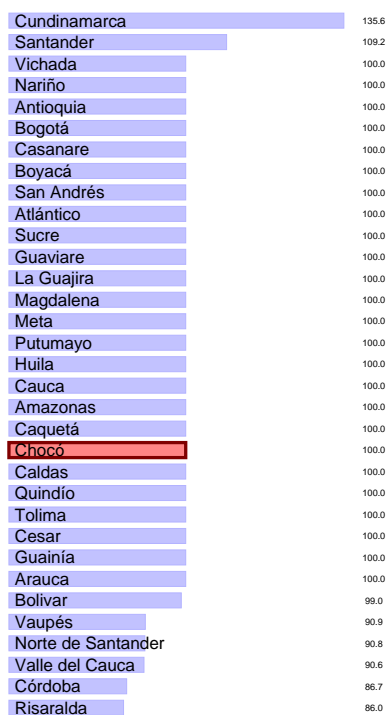 Cundinamarca 135.6
Santander 109.2
Vichada 100.0
Nariño 100.0
Antioquia 100.0
Bogotá 100.0
Casanare 100.0
Boyacá 100.0
San Andrés 100.0
Atlántico 100.0
Sucre 100.0
Guaviare 100.0
La Guajira 100.0
Magdalena 100.0
Meta 100.0
Putumayo 100.0
Huila 100.0
Cauca 100.0
Amazonas 100.0
Caquetá 100.0
Chocó 100.0
Caldas 100.0
Quindío 100.0
Tolima 100.0
Cesar 100.0
Guainía 100.0
Arauca 100.0
Bolivar 99.0
Vaupés 90.9
Norte de Santander 90.8
Valle del Cauca 90.6
Córdoba 86.7
Risaralda 86.0